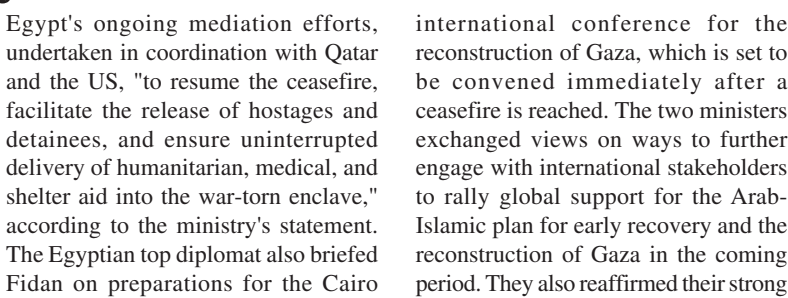 Egypt's ongoing mediation efforts,
undertaken in coordination with Qatar
and the US, "to resume the ceasefire,
facilitate the release of hostages and
detainees, and ensure uninterrupted
delivery of humanitarian, medical, and
shelter aid into the war-torn enclave,"
according to the ministry's statement.
The Egyptian top diplomat also briefed
Fidan on preparations for the Cairo
international conference for the
reconstruction of Gaza, which is set to
be convened immediately after a
ceasefire is reached. The two ministers
exchanged views on ways to further
engage with international stakeholders
to rally global support for the Arab-
Islamic plan for early recovery and the
reconstruction of Gaza in the coming
period. They also reaffirmed their strong